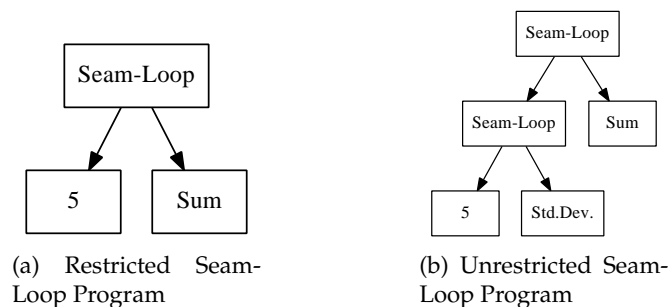 Seam-Loop
5
Sum
(a) Restricted Seam-
Loop Program
Seam-Loop
Seam-Loop
Sum
5
Std.Dev.
(b) Unrestricted Seam-
Loop Program